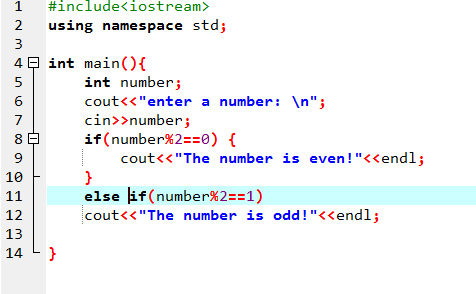 1 #include<iostream>
2 using namespace std;
3
4 int main(){
5 int number;
6 cout<<"enter a number: \n";
7 cin>>number;
8 if(number%2==0) {
9 cout<<"The number is even!"<<endl;
10 }
11 else if(number%2==1)
12 cout<<"The number is odd!"<<endl;
13
14 }